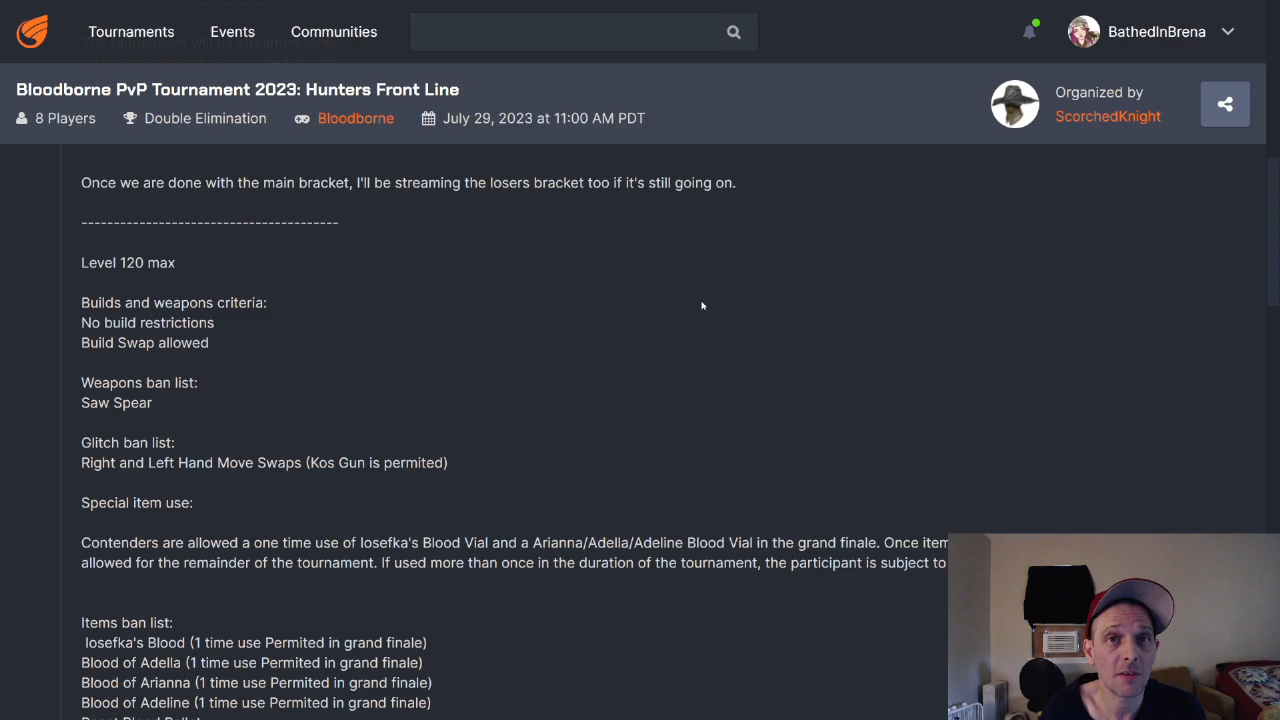 Tournaments Events Communities BathedInBrena
Bloodborne PvP Tournament 2023: Hunters Front Line
8 Players Double Elimination Bloodborne July 29, 2023 at 11:00 AM PDT
Organized by
ScorchedKnight
Once we are done with the main bracket, I'll be streaming the losers bracket too if it's still going on.
----------------------------------------
Level 120 max
Builds and weapons criteria:
No build restrictions
Build Swap allowed
Weapons ban list:
Saw Spear
Glitch ban list:
Right and Left Hand Move Swaps (Kos Gun is permited)
Special item use:
Contenders are allowed a one time use of Iosefka's Blood Vial and a Arianna/Adella/Adeline Blood Vial in the grand finale. Once item
allowed for the remainder of the tournament. If used more than once in the duration of the tournament, the participant is subject to
Items ban list:
Iosefka's Blood (1 time use Permited in grand finale)
Blood of Adella (1 time use Permited in grand finale)
Blood of Arianna (1 time use Permited in grand finale)
Blood of Adeline (1 time use Permited in grand finale)